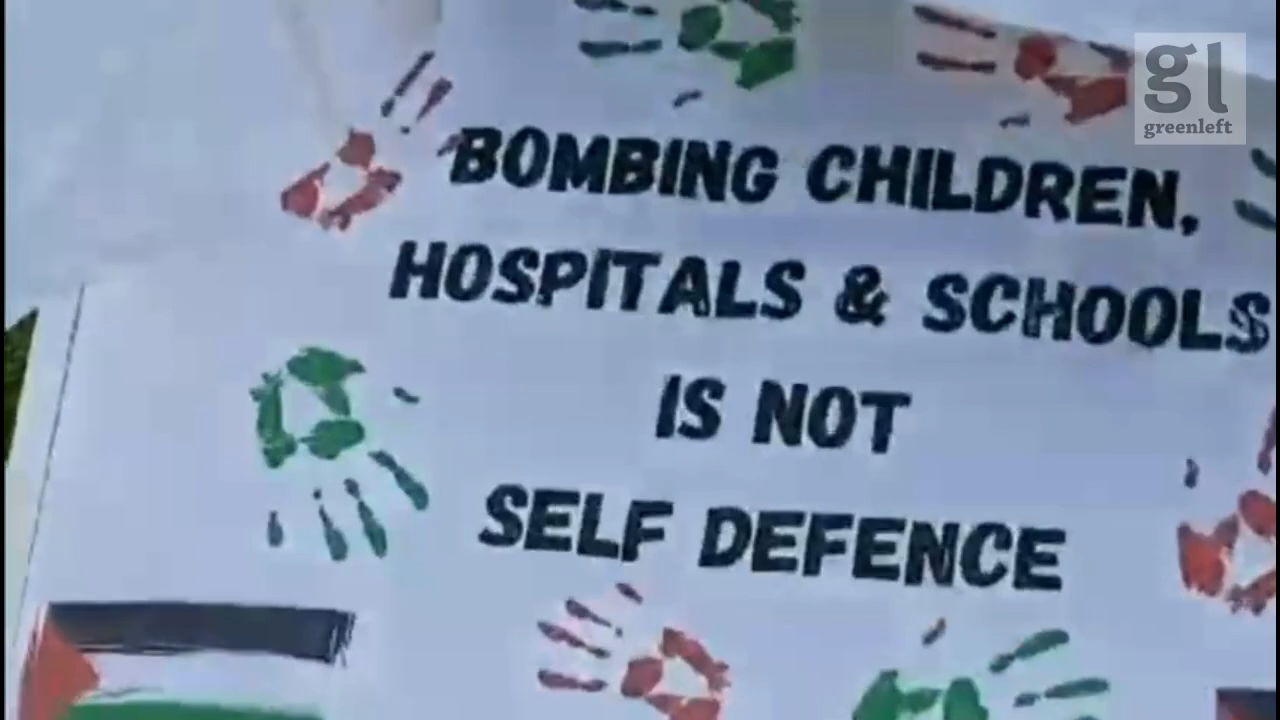 gl
greenleft
BOMBING CHILDREN,
HOSPITALS & SCHOOLS
IS NOT
SELF DEFENCE